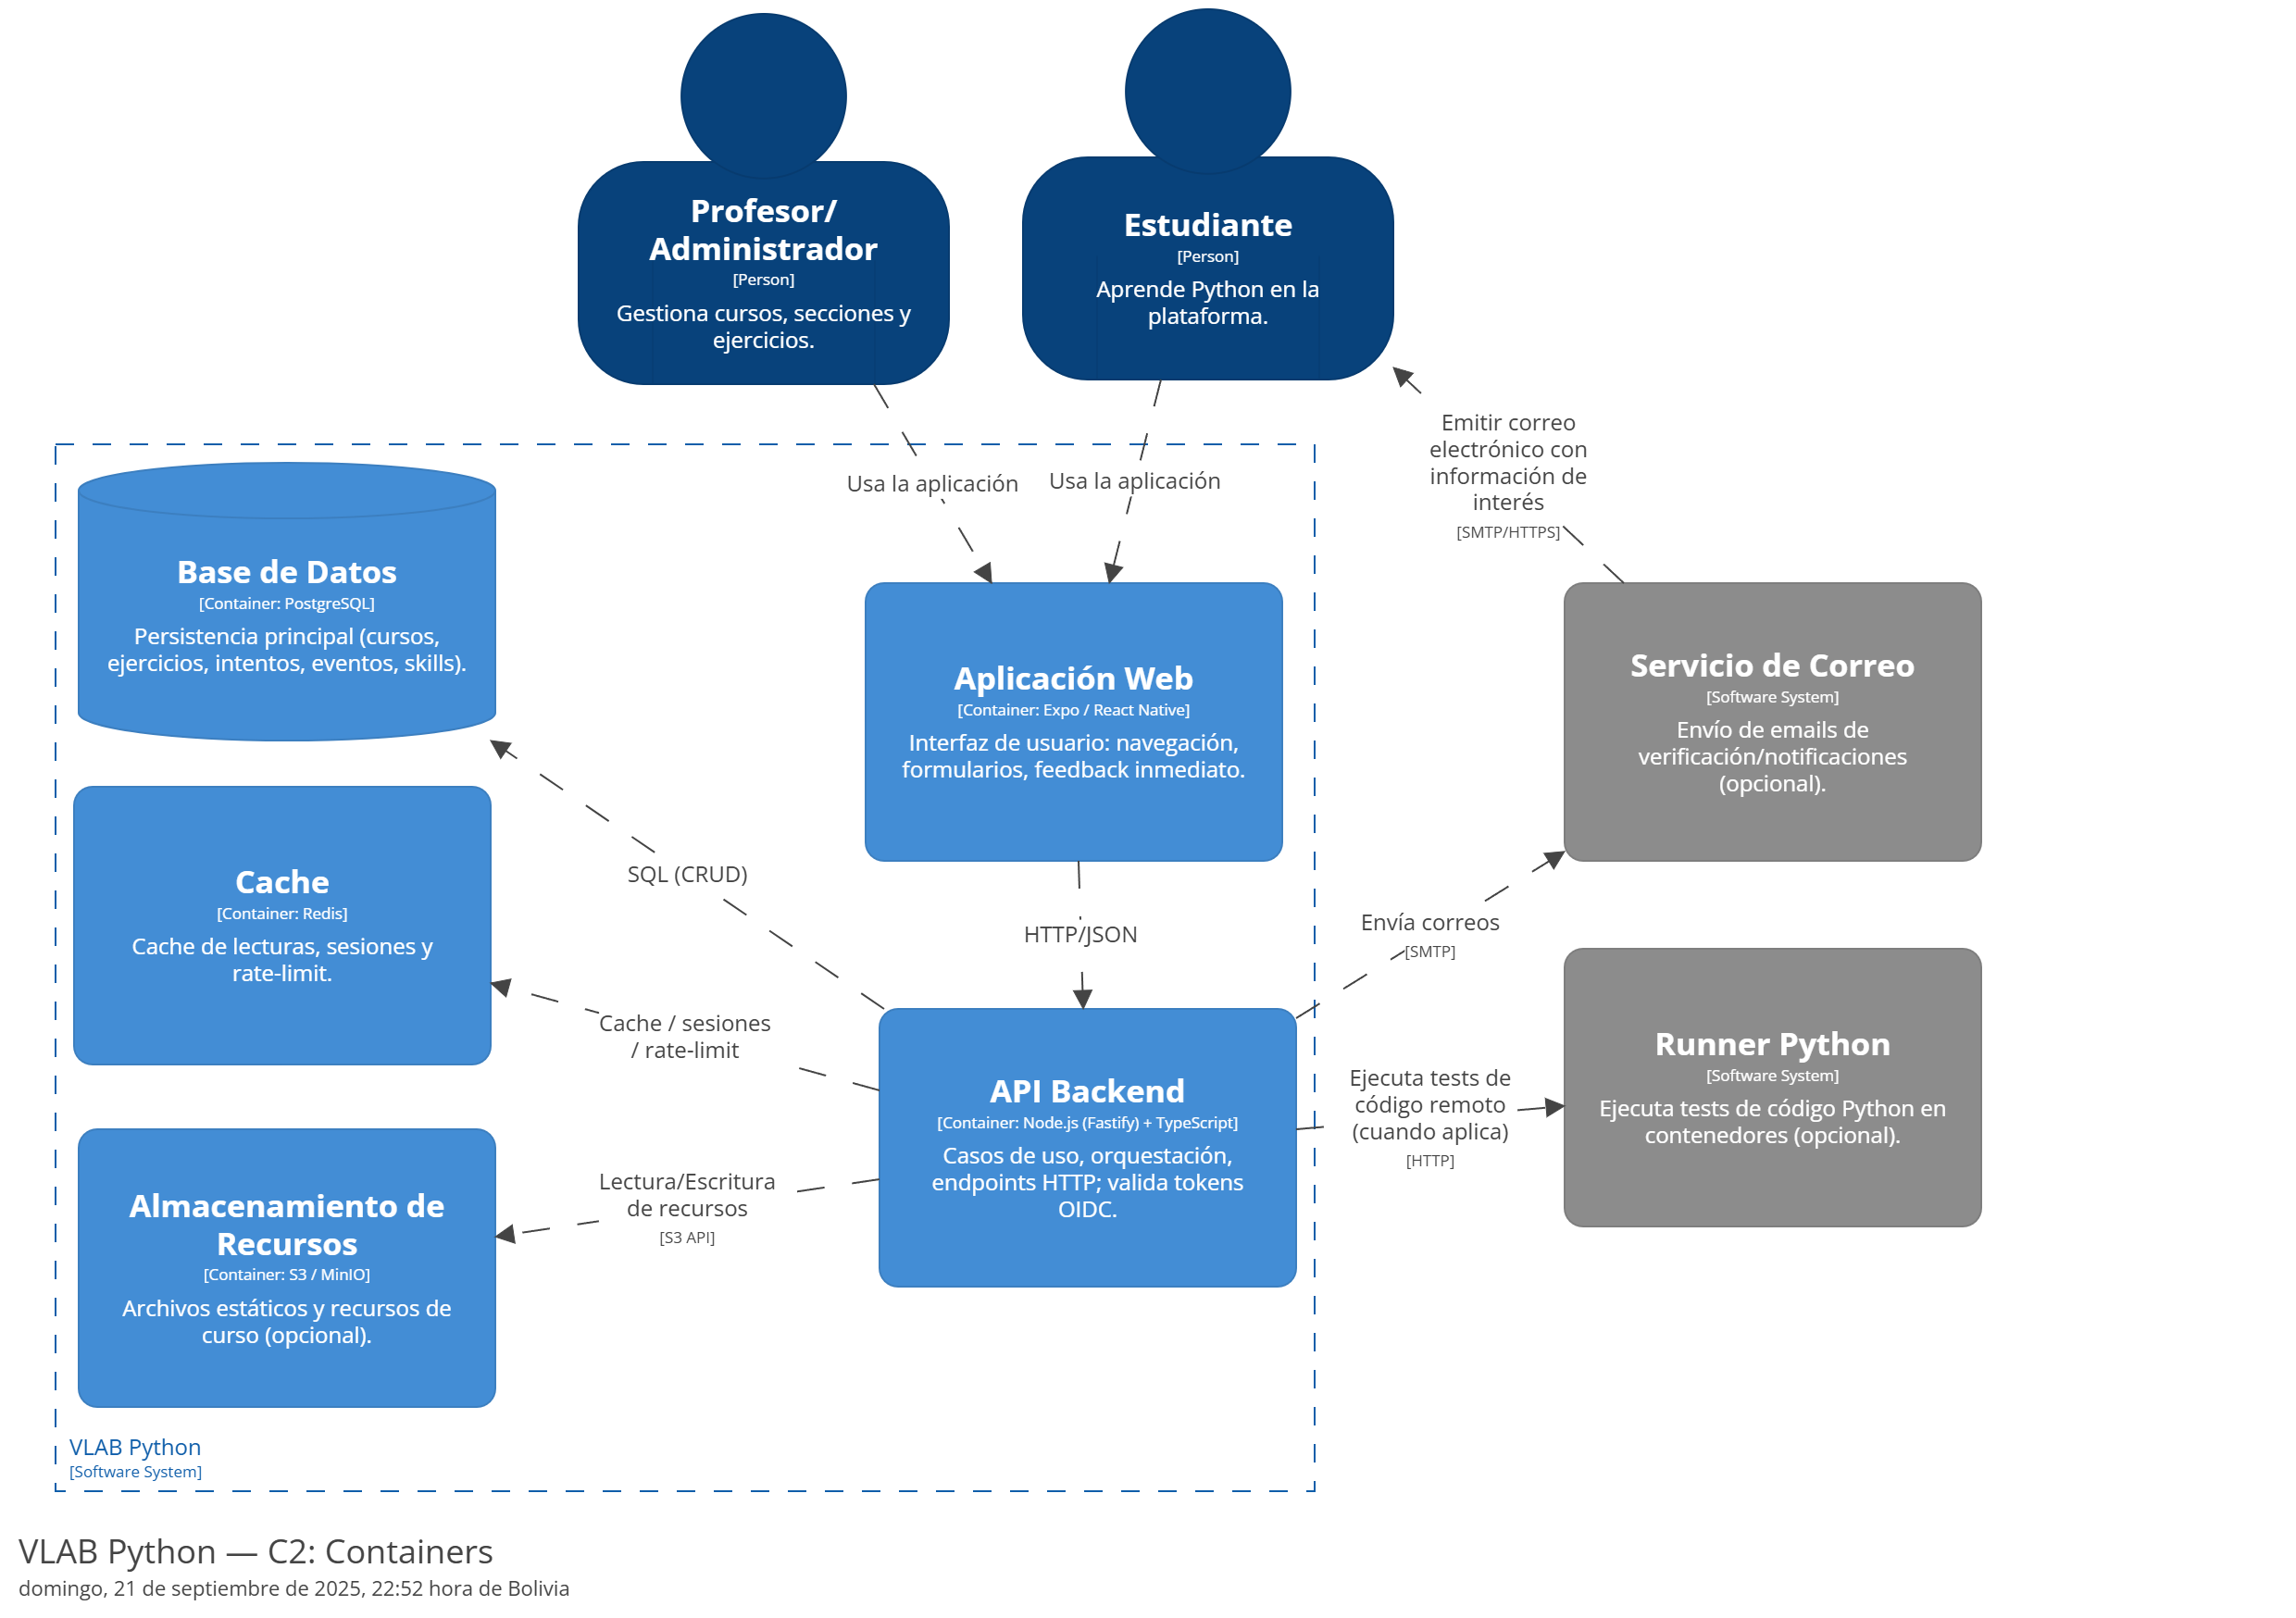 Profesor/
Administrador
[Person]
Gestiona cursos, secciones y
ejercicios.
Estudiante
[Person]
Aprende Python en la
plataforma.
Emitir correo
electrónico con
información de
interés
[SMTP/HTTPS]
Usa la aplicación
Usa la aplicación
Base de Datos
[Container: PostgreSQL]
Persistencia principal (cursos,
ejercicios, intentos, eventos, skills).
Aplicación Web
[Container: Expo / React Native]
Interfaz de usuario: navegación,
formularios, feedback inmediato.
Servicio de Correo
[Software System]
Envío de emails de
verificación/notificaciones
(opcional).
SQL (CRUD)
Cache
[Container: Redis]
Cache de lecturas, sesiones y
rate-limit.
HTTP/JSON
Envía correos
[SMTP]
Cache / sesiones
/ rate-limit
API Backend
[Container: Node.js (Fastify) + TypeScript]
Casos de uso, orquestación,
endpoints HTTP; valida tokens
OIDC.
Ejecuta tests de
código remoto
(cuando aplica)
[HTTP]
Runner Python
[Software System]
Ejecuta tests de código Python en
contenedores (opcional).
Lectura/Escritura
de recursos
[S3 API]
Almacenamiento de
Recursos
[Container: S3 / MinIO]
Archivos estáticos y recursos de
curso (opcional).
VLAB Python
[Software System]
VLAB Python — C2: Containers
domingo, 21 de septiembre de 2025, 22:52 hora de Bolivia